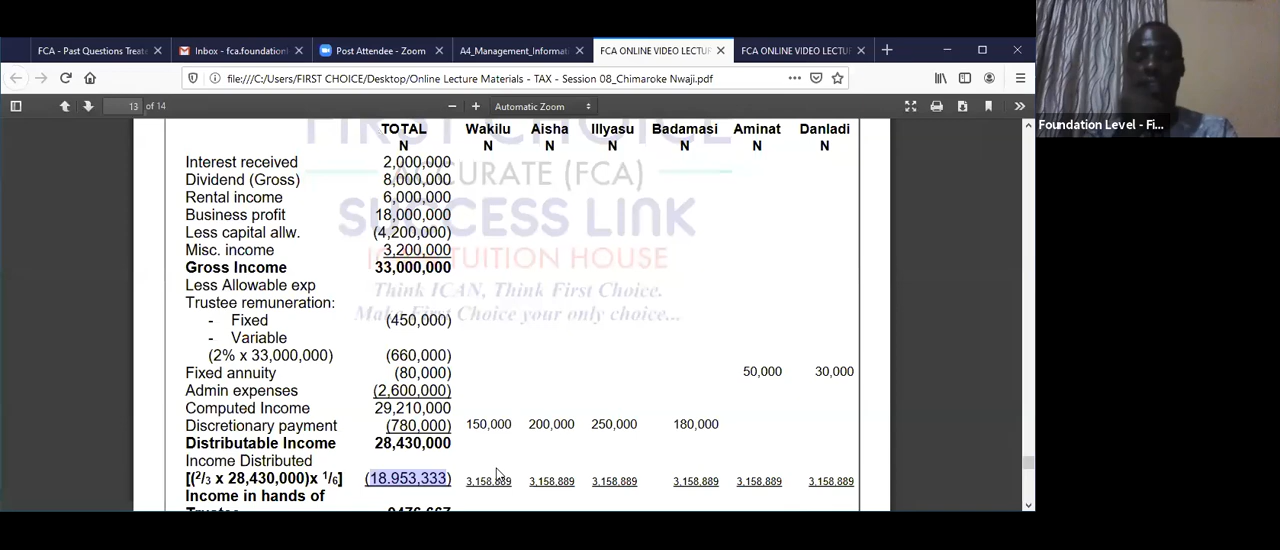 FCA - Past Questions Treate
Inbox - fca.foundation
Post Attendee - Zoom
A4_Management_Informati
FCA ONLINE VIDEO LECTUR
FCA ONLINE VIDEO LECTUR
file:///C:/Users/FIRST CHOICE/Desktop/Online Lecture Materials - TAX - Session 08_Chimaroke Nwaji.pdf
13 of 14
Automatic Zoom
Foundation Level - Fi...
FIRST CHOICE
ACCURATE (FCA)
SUCCESS LINK
TUITION HOUSE
Think ICAN, Think First Choice.
Make First Choice your only choice...
TOTAL Wakilu Aisha Illyasu Badamasi Aminat Danladi
N N N N N N N
Interest received 2,000,000
Dividend (Gross) 8,000,000
Rental income 6,000,000
Business profit 18,000,000
Less capital allw. (4,200,000)
Misc. income 3,200,000
Gross Income 33,000,000
Less Allowable exp
Trustee remuneration:
- Fixed (450,000)
- Variable
(2% x 33,000,000) (660,000)
Fixed annuity (80,000) 50,000 30,000
Admin expenses (2,600,000)
Computed Income 29,210,000
Discretionary payment (780,000) 150,000 200,000 250,000 180,000
Distributable Income 28,430,000
Income Distributed
[(2/3 x 28,430,000)x 1/6] (18.953,333) 3,158.889 3,158.889 3,158.889 3,158.889 3,158.889 3,158.889
Income in hands of
Trustee 9476,667